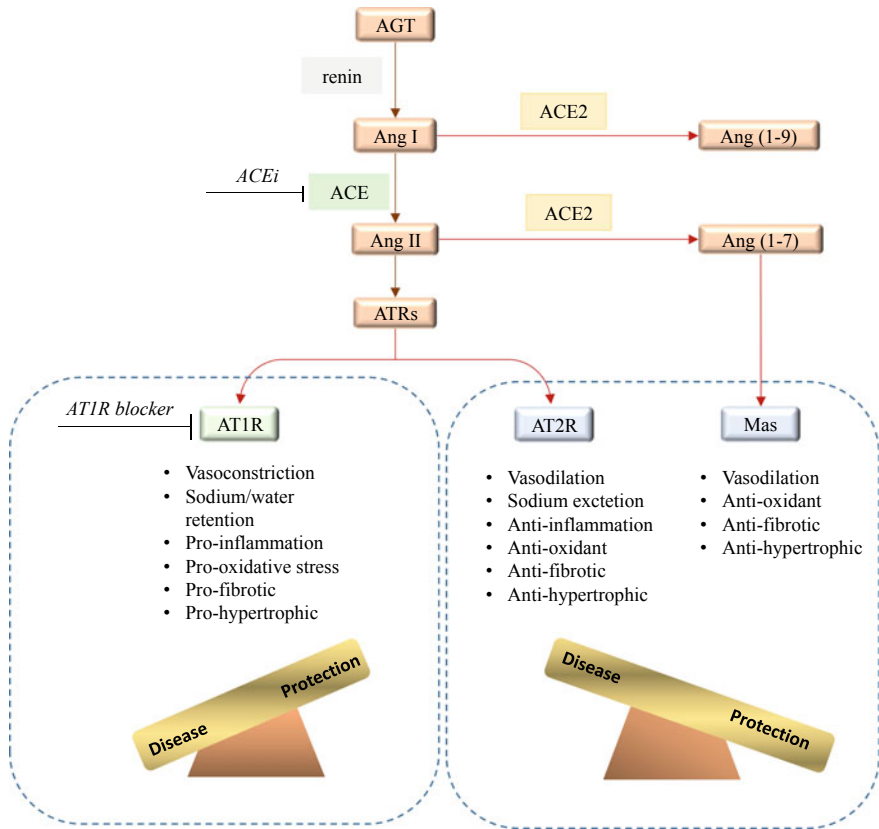 AGT
renin
Ang I
ACE2
Ang (1-9)
ACEi
ACE
Ang II
ACE2
Ang (1-7)
ATRs
AT1R blocker
AT1R
• Vasoconstriction
• Sodium/water
retention
• Pro-inflammation
• Pro-oxidative stress
• Pro-fibrotic
• Pro-hypertrophic
Disease
Protection
AT2R
• Vasodilation
• Sodium exctetion
• Anti-inflammation
• Anti-oxidant
• Anti-fibrotic
• Anti-hypertrophic
Mas
• Vasodilation
• Anti-oxidant
• Anti-fibrotic
• Anti-hypertrophic
Disease
Protection